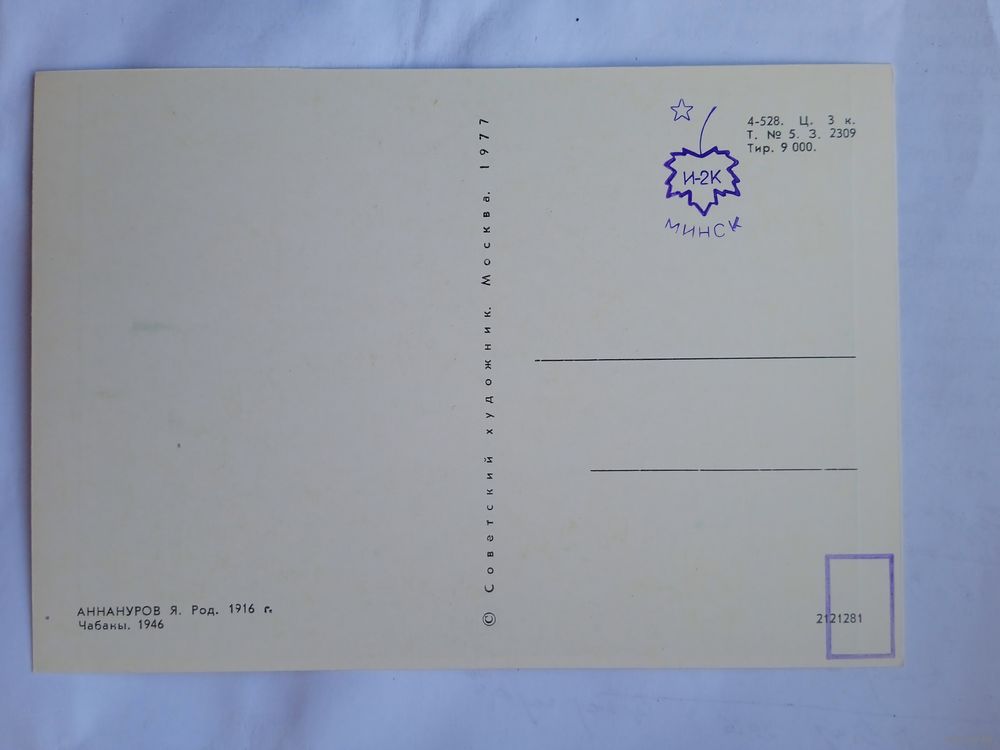 4-528. Ц. 3 к.
Т. № 5. З. 2309
Тир. 9 000.
И-2К
МИНСК
© Советский художник. Москва. 1977
АННАНУРОВ Я. Род. 1916 г.
Чабаны. 1946
2121281